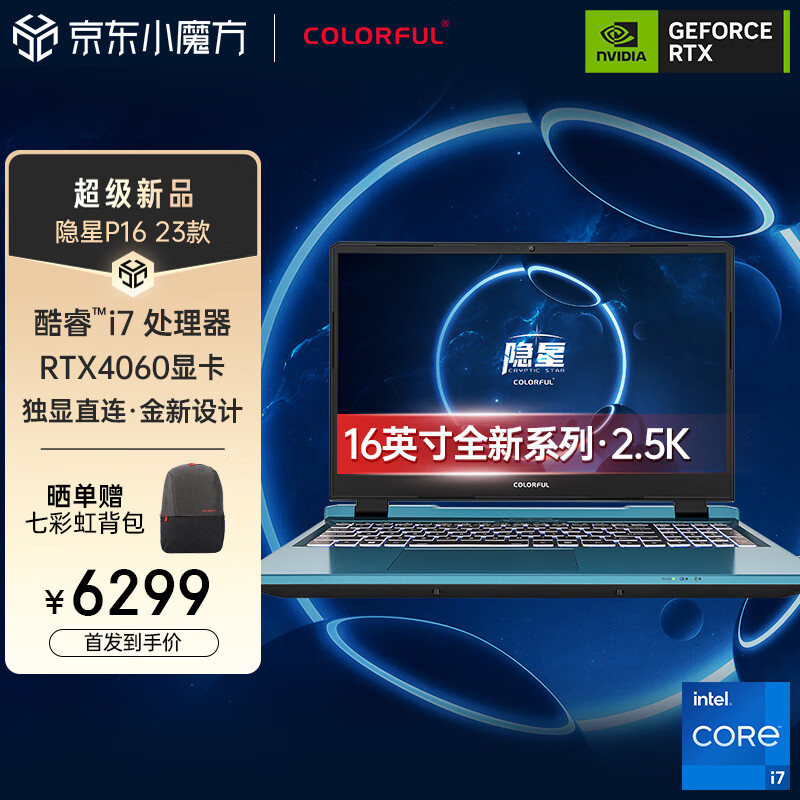 京东小魔方
COLORFUL®
NVIDIA
GEFORCE
RTX
超级新品
隐星P16 23款
酷睿™i7 处理器
RTX4060显卡
独显直连·金新设计
晒单赠
七彩虹背包
¥6299
首发到手价
隐星
CRYPTIC STAR
COLORFUL
16英寸全新系列·2.5K
COLORFUL
intel.
CORE
i7